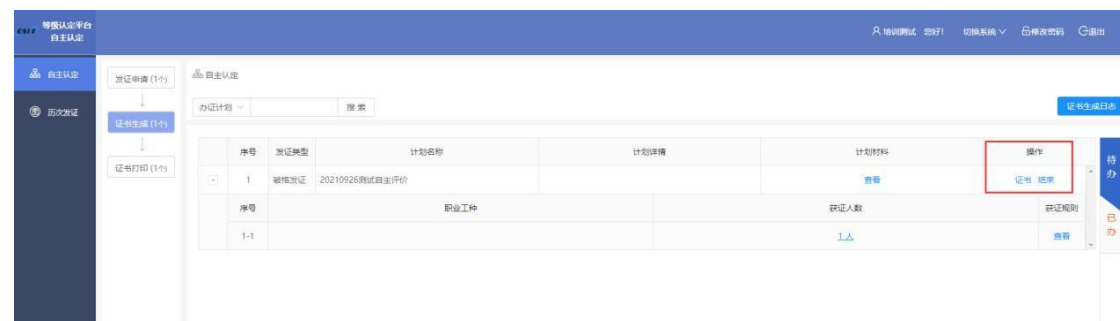 等级认定平台
自主认定
培训测试 您好!
切换系统
修改密码
退出
自主认定
历次发证
发证申请 (1个)
证书生成 (1个)
证书打印 (1个)
自主认定
办证计划
搜索
证书生成日志
序号 发证类型 计划名称 计划详情 计划材料 操作
1 破格发证 20210926测试自主评价 查看 证书 结束
序号 职业工种 获证人数 获证规则
1-1 1人 查看
待办
已办